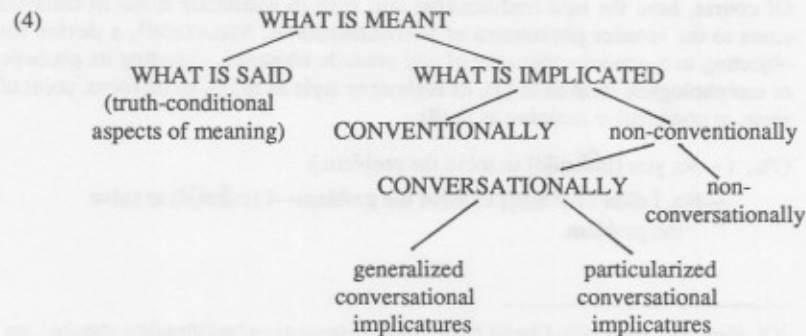 (4) WHAT IS MEANT
WHAT IS SAID WHAT IS IMPLICATED
(truth-conditional
aspects of meaning) CONVENTIONALLY non-conventionally
CONVERSATIONALLY non-
conversationally
generalized particularized
conversational conversational
implicatures implicatures